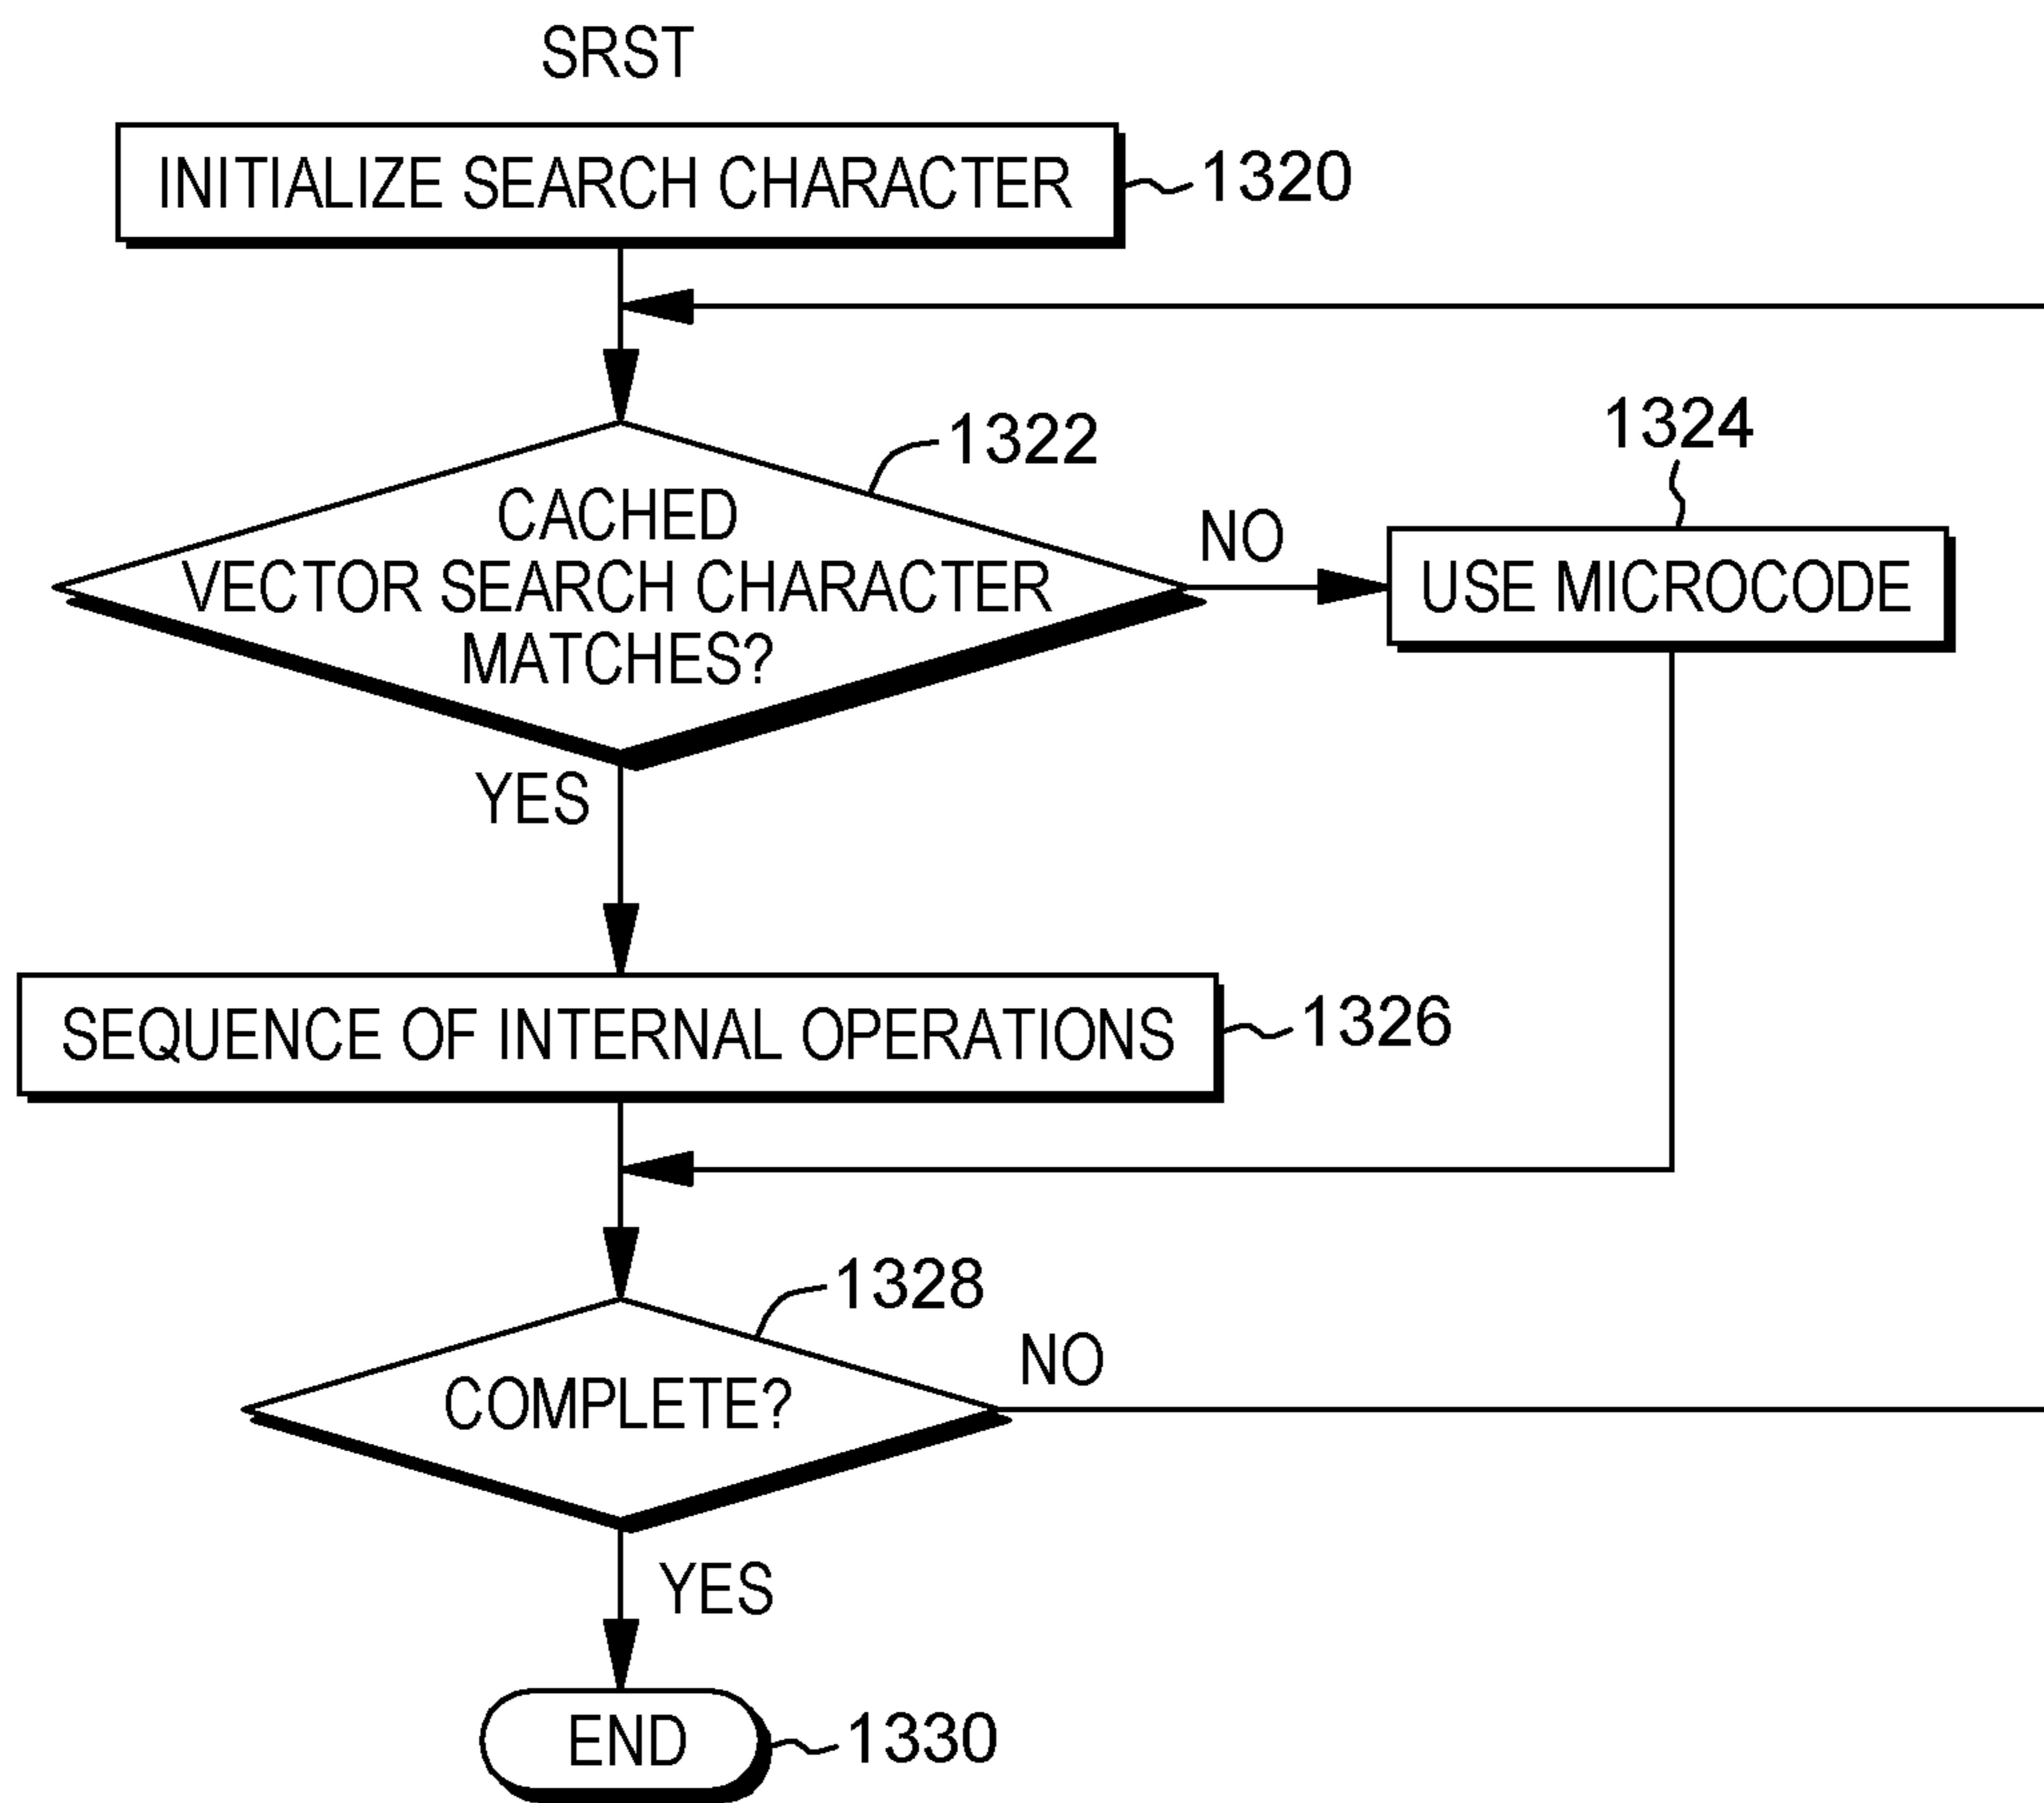 SRST
INITIALIZE SEARCH CHARACTER
1320
1322
CACHED
VECTOR SEARCH CHARACTER
MATCHES?
NO
1324
USE MICROCODE
YES
SEQUENCE OF INTERNAL OPERATIONS
1326
1328
COMPLETE?
NO
YES
END
1330